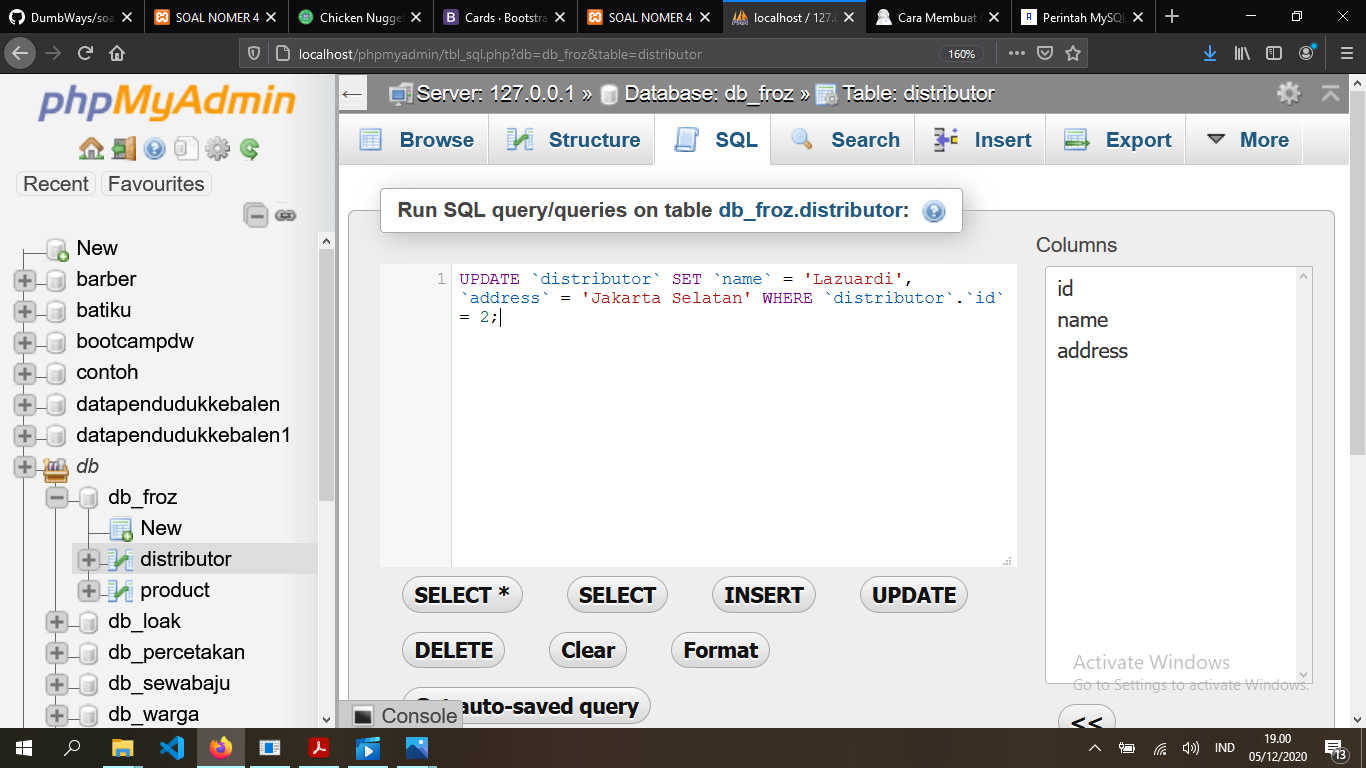 DumbWays/soa
SOAL NOMER 4
Chicken Nugge
Cards · Bootstra
SOAL NOMER 4
localhost / 127.
Cara Membuat
Perintah MySQL
localhost/phpmyadmin/tbl_sql.php?db=db_froz&table=distributor
160%
phpMyAdmin
Recent
Favourites
New
barber
batiku
bootcampdw
contoh
datapendudukkebalen
datapendudukkebalen1
db
db_froz
New
distributor
product
db_loak
db_percetakan
db_sewabaju
db_warga
Server: 127.0.0.1 » Database: db_froz » Table: distributor
Browse
Structure
SQL
Search
Insert
Export
More
Run SQL query/queries on table db_froz.distributor:
1
UPDATE `distributor` SET `name` = 'Lazuardi',
`address` = 'Jakarta Selatan' WHERE `distributor`.`id`
= 2;
Columns
id
name
address
SELECT *
SELECT
INSERT
UPDATE
DELETE
Clear
Format
auto-saved query
<<
Console
Activate Windows
Go to Settings to activate Windows.
IND
19.00
05/12/2020
13